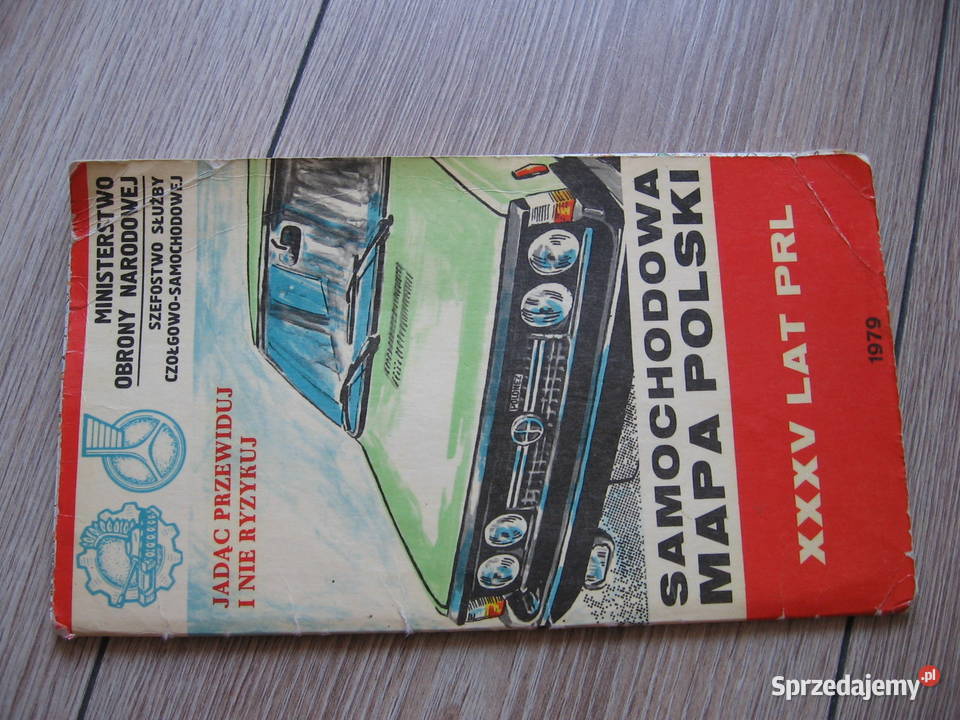 MINISTERSTWO
OBRONY NARODOWEJ
SZEFOSTWO SŁUŻBY
CZOŁGOWO-SAMOCHODOWEJ
JADĄC PRZEWIDUJ
I NIE RYZYKUJ
POLONEZ
SAMOCHODOWA
MAPA POLSKI
XXXV LAT PRL
1979
Sprzedajemy.pl